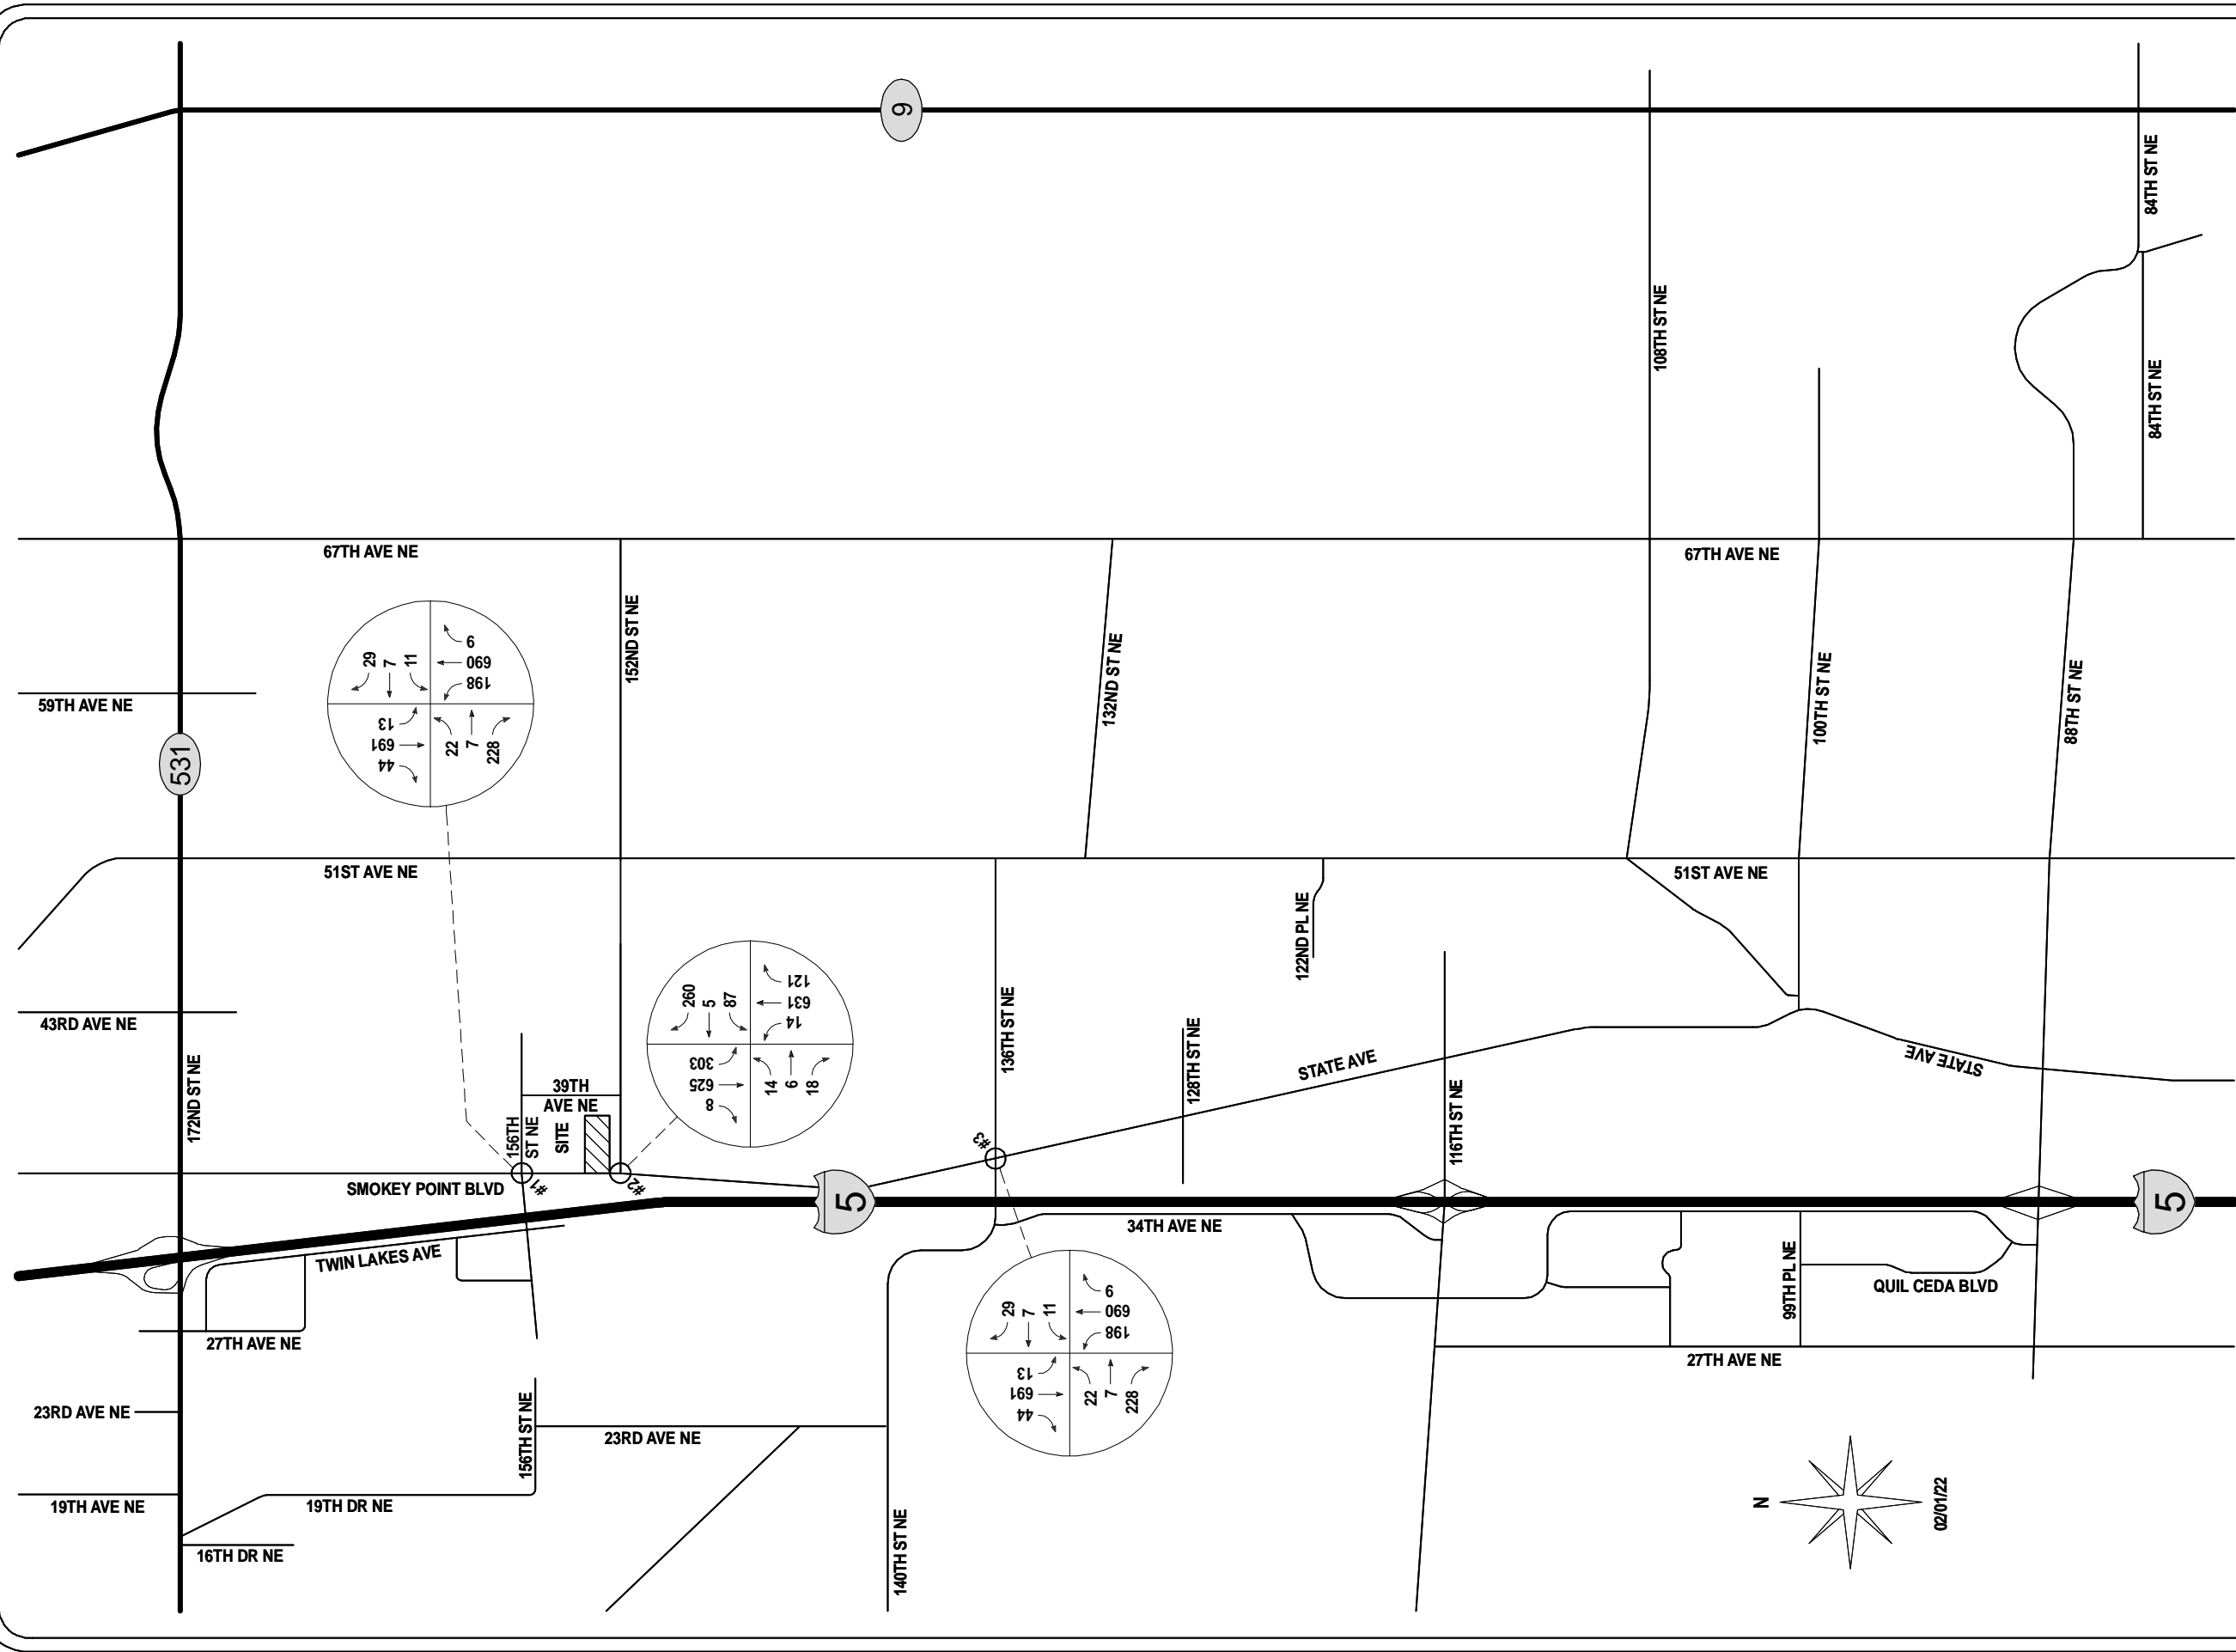 9
84TH ST NE
108TH ST NE
84TH ST NE
67TH AVE NE
67TH AVE NE
152ND ST NE
29
7
11
9
690
198
13
691
44
22
7
228
132ND ST NE
100TH ST NE
88TH ST NE
59TH AVE NE
531
51ST AVE NE
51ST AVE NE
122ND PL NE
260
5
87
121
631
14
303
625
8
14
6
18
136TH ST NE
128TH ST NE
43RD AVE NE
172ND ST NE
STATE AVE
STATE AVE
39TH
AVE NE
156TH
ST NE
SITE
116TH ST NE
#1
#2
#3
SMOKEY POINT BLVD
5
5
34TH AVE NE
TWIN LAKES AVE
27TH AVE NE
99TH PL NE
QUIL CEDA BLVD
29
7
11
9
690
198
13
691
44
22
7
228
27TH AVE NE
23RD AVE NE
156TH ST NE
23RD AVE NE
19TH AVE NE
19TH DR NE
16TH DR NE
140TH ST NE
N
02/01/22